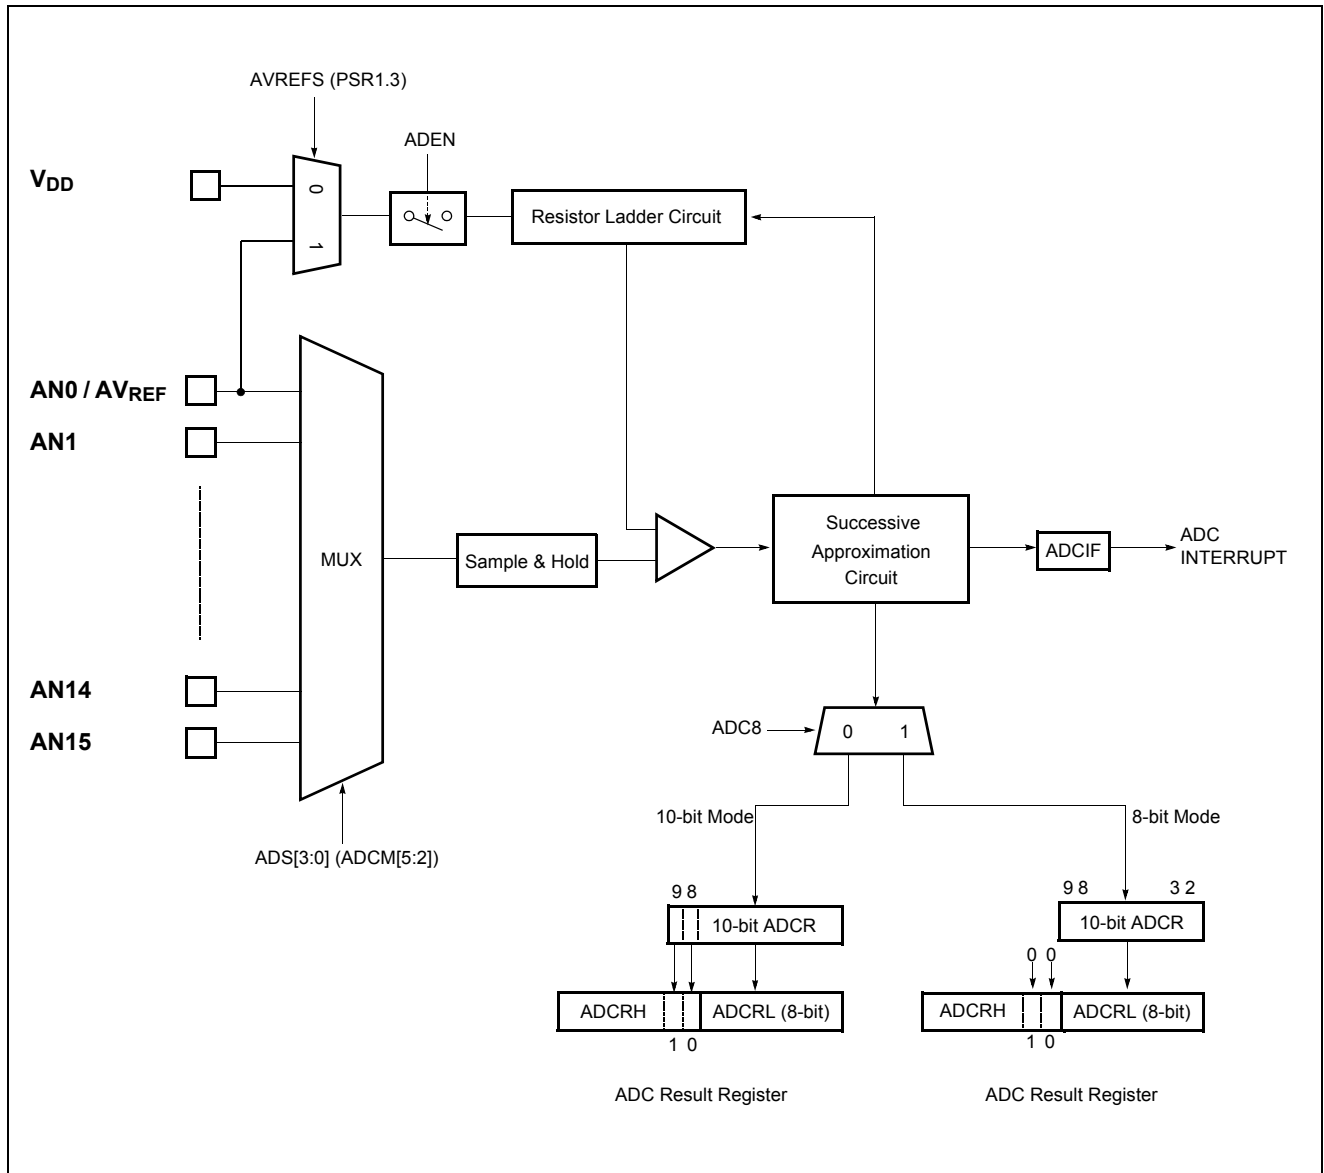 AVREFS (PSR1.3)
ADEN
VDD
0
1
Resistor Ladder Circuit
AN0 / AVREF
AN1
MUX
Sample & Hold
Successive
Approximation
Circuit
ADCIF
ADC
INTERRUPT
AN14
AN15
ADC8
0 1
ADS[3:0] (ADCM[5:2])
10-bit Mode
8-bit Mode
9 8
10-bit ADCR
9 8 3 2
10-bit ADCR
0 0
ADCRH
ADCRL (8-bit)
1 0
ADCRH
ADCRL (8-bit)
1 0
ADC Result Register
ADC Result Register